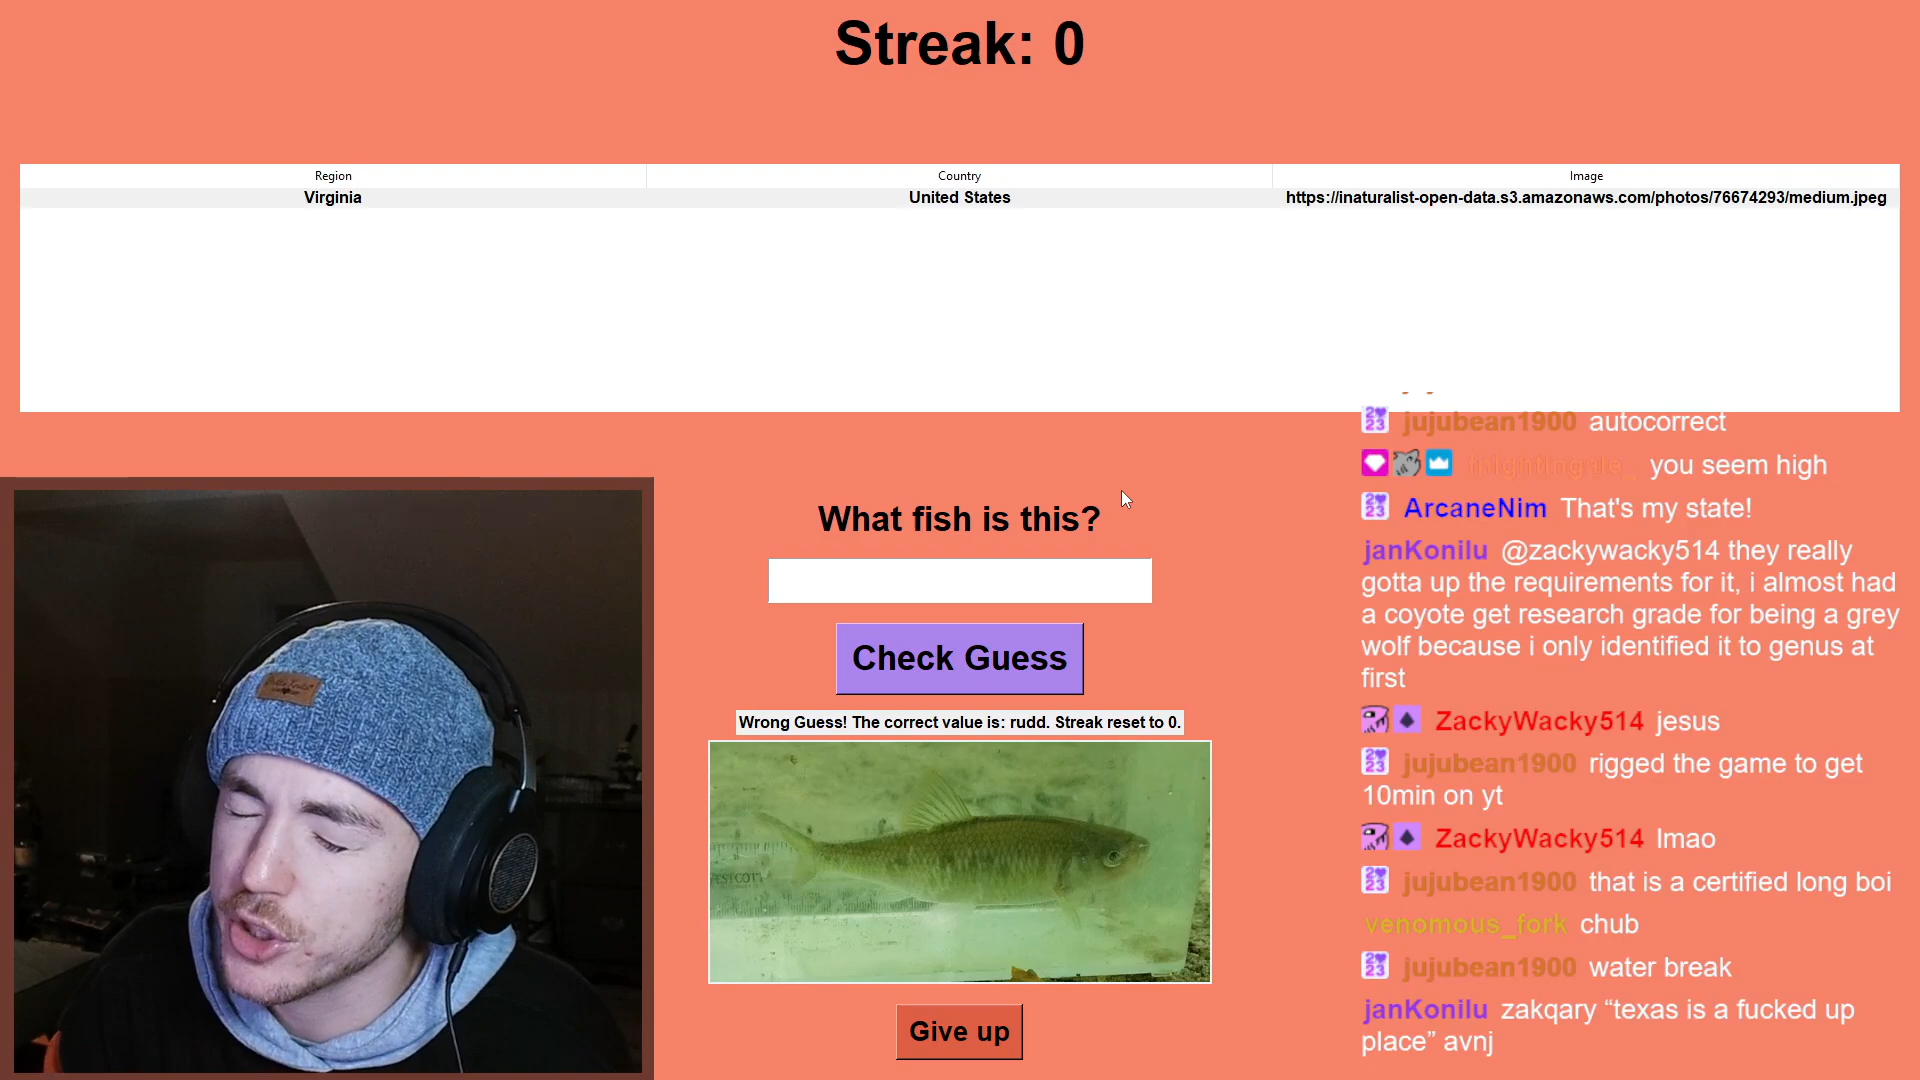 Streak: 0
Region Country Image
Virginia United States https://inaturalist-open-data.s3.amazonaws.com/photos/76674293/medium.jpeg
What fish is this?
Check Guess
Wrong Guess! The correct value is: rudd. Streak reset to 0.
ESTCOT
Give up
jujubean1900 autocorrect
you seem high
ArcaneNim That's my state!
janKonilu @zackywacky514 they really
gotta up the requirements for it, i almost had
a coyote get research grade for being a grey
wolf because i only identified it to genus at
first
ZackyWacky514 jesus
jujubean1900 rigged the game to get
10min on yt
ZackyWacky514 lmao
jujubean1900 that is a certified long boi
venomous_fork chub
jujubean1900 water break
janKonilu zakqary “texas is a fucked up
place” avnj